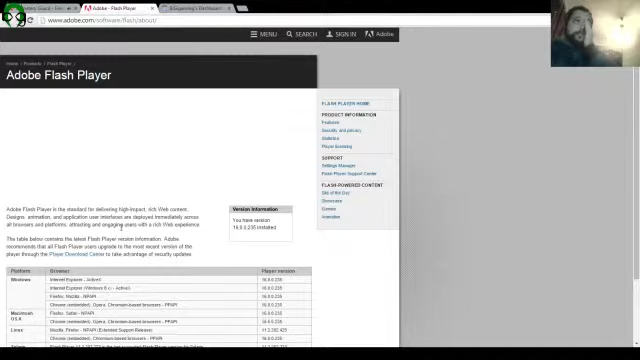 Adobe - Flash Player
www.adobe.com/software/flash/about/
MENU
SEARCH
SIGN IN
Adobe
Home / Products / Flash Player /
Adobe Flash Player
FLASH PLAYER HOME
PRODUCT INFORMATION
Features
Security and privacy
Statistics
Player licensing
SUPPORT
Settings Manager
Flash Player Support Center
FLASH-POWERED CONTENT
Site of the Day
Showcase
Games
Animation
Adobe Flash Player is the standard for delivering high-impact, rich Web content.
Designs, animation, and application user interfaces are deployed immediately across
all browsers and platforms, attracting and engaging users with a rich Web experience.
The table below contains the latest Flash Player version information. Adobe
recommends that all Flash Player users upgrade to the most recent version of the
player through the Player Download Center to take advantage of security updates.
Version Information
You have version
16,0,0,235 installed
Platform Browser Player version
Windows Internet Explorer - ActiveX 16.0.0.235
Internet Explorer (Windows 8.x) - ActiveX 16.0.0.235
Firefox, Mozilla - NPAPI 16.0.0.235
Chrome (embedded), Opera, Chromium-based browsers - PPAPI 16.0.0.235
Macintosh OS X Firefox, Safari - NPAPI 16.0.0.235
Chrome (embedded), Opera, Chromium-based browsers - PPAPI 16.0.0.235
Linux Mozilla, Firefox - NPAPI (Extended Support Release) 11.2.202.425
Chrome (embedded), Opera, Chromium-based browsers - PPAPI 16.0.0.235